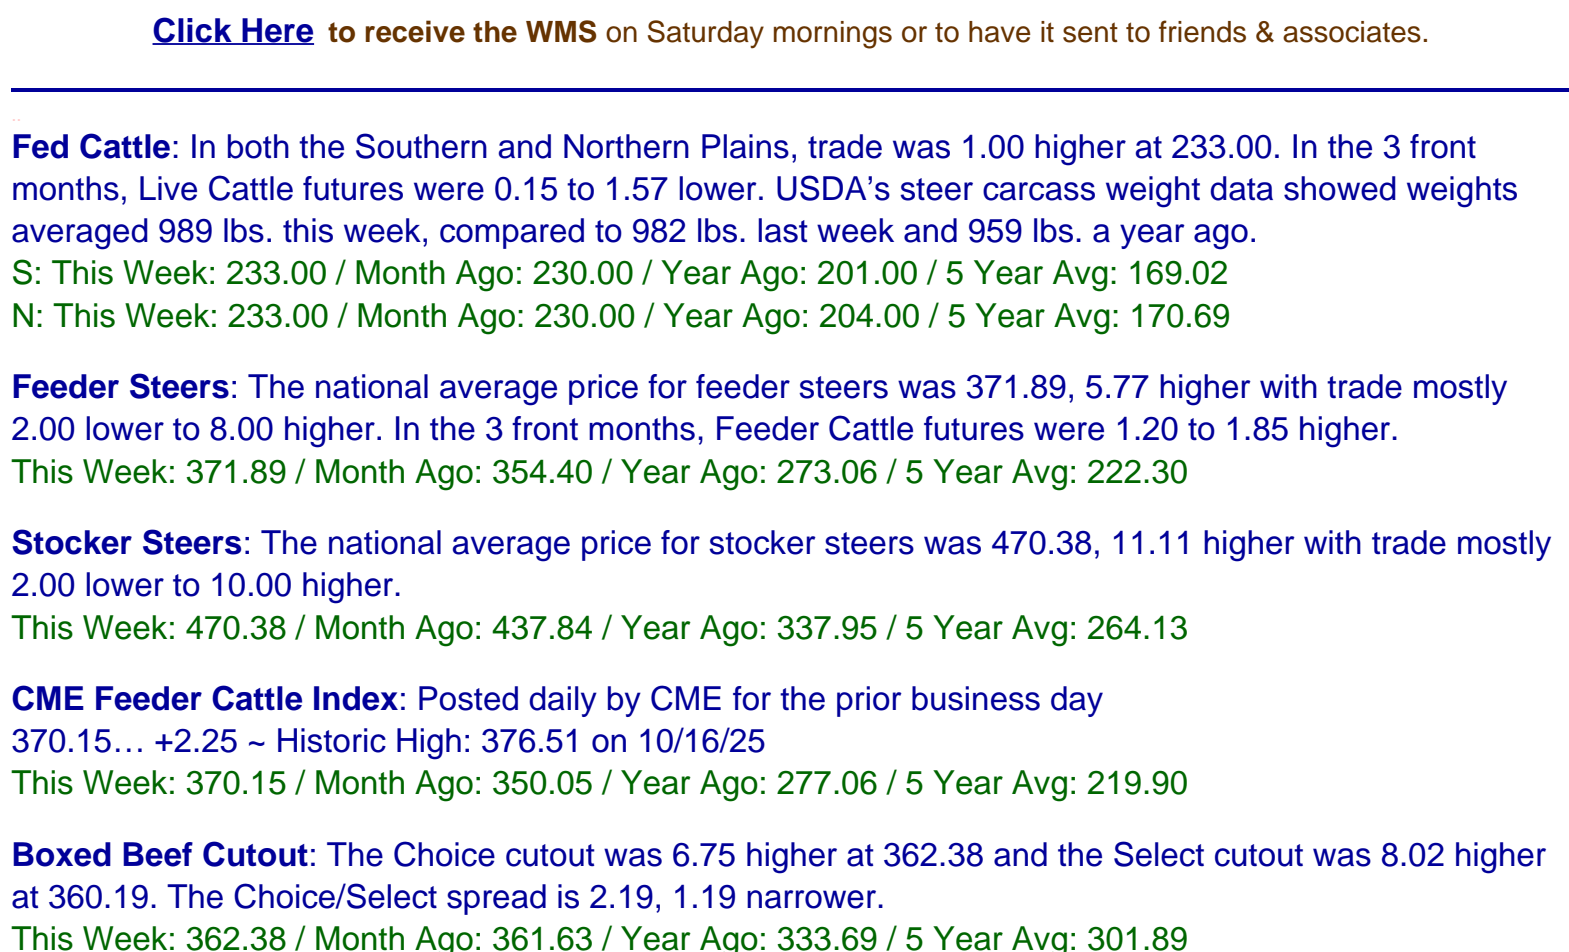 Click Here to receive the WMS on Saturday mornings or to have it sent to friends & associates.
..
Fed Cattle: In both the Southern and Northern Plains, trade was 1.00 higher at 233.00. In the 3 front
months, Live Cattle futures were 0.15 to 1.57 lower. USDA’s steer carcass weight data showed weights
averaged 989 lbs. this week, compared to 982 lbs. last week and 959 lbs. a year ago.
S: This Week: 233.00 / Month Ago: 230.00 / Year Ago: 201.00 / 5 Year Avg: 169.02
N: This Week: 233.00 / Month Ago: 230.00 / Year Ago: 204.00 / 5 Year Avg: 170.69
Feeder Steers: The national average price for feeder steers was 371.89, 5.77 higher with trade mostly
2.00 lower to 8.00 higher. In the 3 front months, Feeder Cattle futures were 1.20 to 1.85 higher.
This Week: 371.89 / Month Ago: 354.40 / Year Ago: 273.06 / 5 Year Avg: 222.30
Stocker Steers: The national average price for stocker steers was 470.38, 11.11 higher with trade mostly
2.00 lower to 10.00 higher.
This Week: 470.38 / Month Ago: 437.84 / Year Ago: 337.95 / 5 Year Avg: 264.13
CME Feeder Cattle Index: Posted daily by CME for the prior business day
370.15… +2.25 ~ Historic High: 376.51 on 10/16/25
This Week: 370.15 / Month Ago: 350.05 / Year Ago: 277.06 / 5 Year Avg: 219.90
Boxed Beef Cutout: The Choice cutout was 6.75 higher at 362.38 and the Select cutout was 8.02 higher
at 360.19. The Choice/Select spread is 2.19, 1.19 narrower.
This Week: 362.38 / Month Ago: 361.63 / Year Ago: 333.69 / 5 Year Avg: 301.89